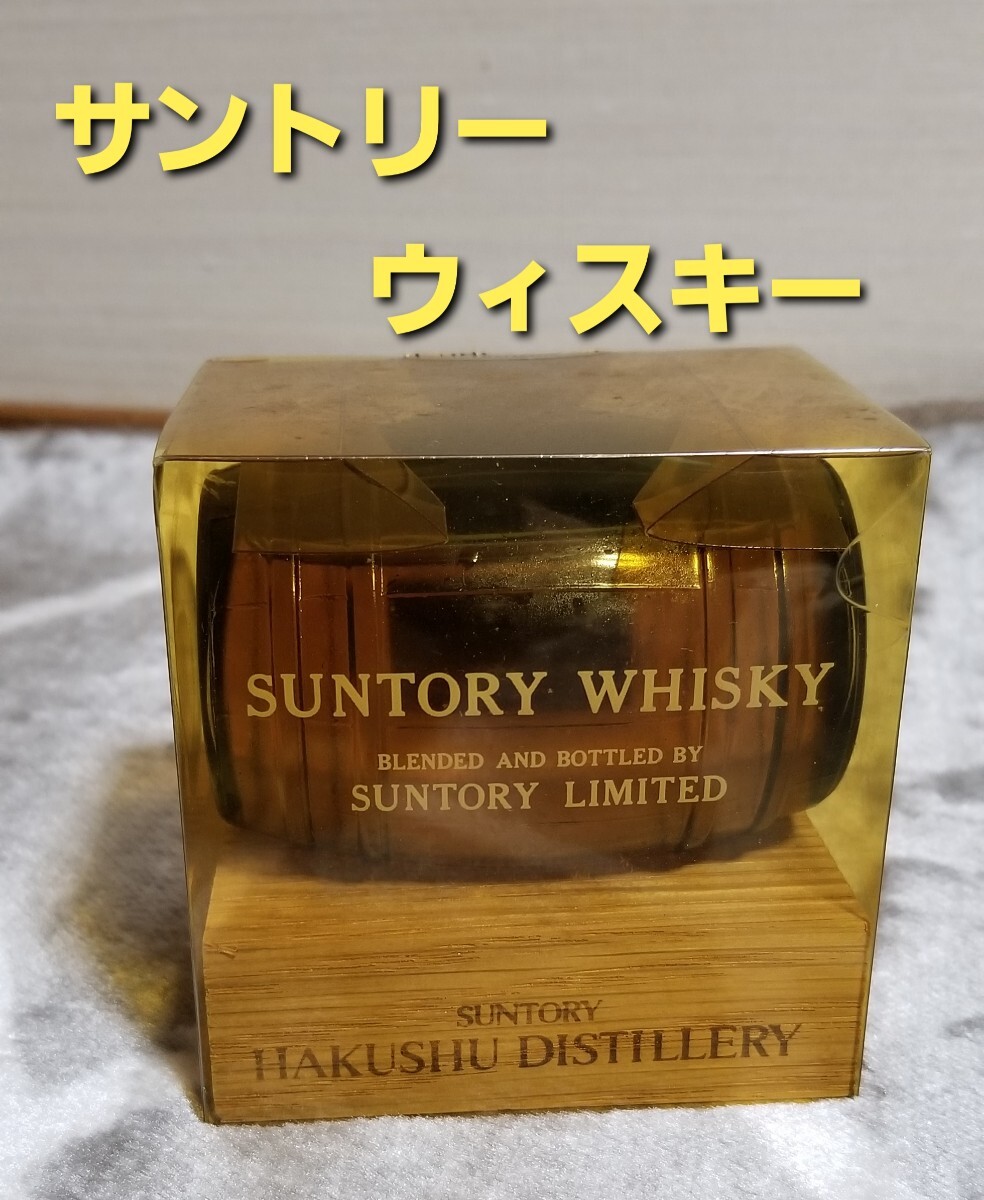 サントリー
ウィスキー
SUNTORY WHISKY
BLENDED AND BOTTLED BY
SUNTORY LIMITED
SUNTORY
HAKUSHU DISTILLERY